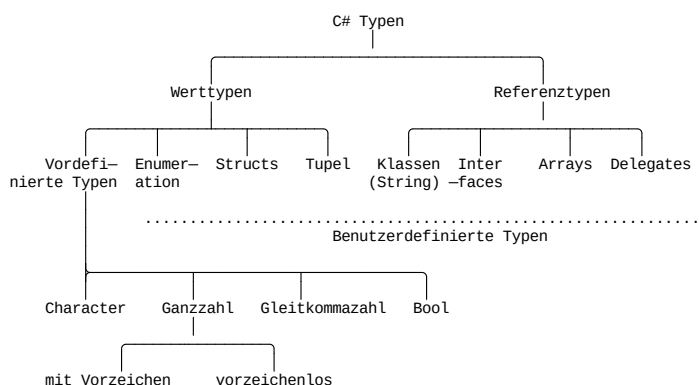 C# Typen
Werttypen Referenztypen
Vordefi– Enumer– Structs Tupel Klassen Inter Arrays Delegates
nierte Typen ation (String) –faces
Benutzerdefinierte Typen
Character Ganzzahl Gleitkommazahl Bool
mit Vorzeichen vorzeichenlos